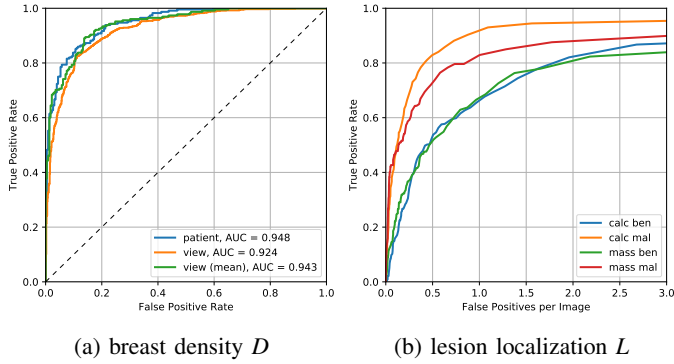 1.0
0.8
0.6
0.4
0.2
0.0
True Positive Rate
0.0 0.2 0.4 0.6 0.8 1.0
False Positive Rate
patient, AUC = 0.948
view, AUC = 0.924
view (mean), AUC = 0.943
(a) breast density D
1.0
0.8
0.6
0.4
0.2
0.0
True Positive Rate
0.0 0.5 1.0 1.5 2.0 2.5 3.0
False Positives per Image
calc ben
calc mal
mass ben
mass mal
(b) lesion localization L